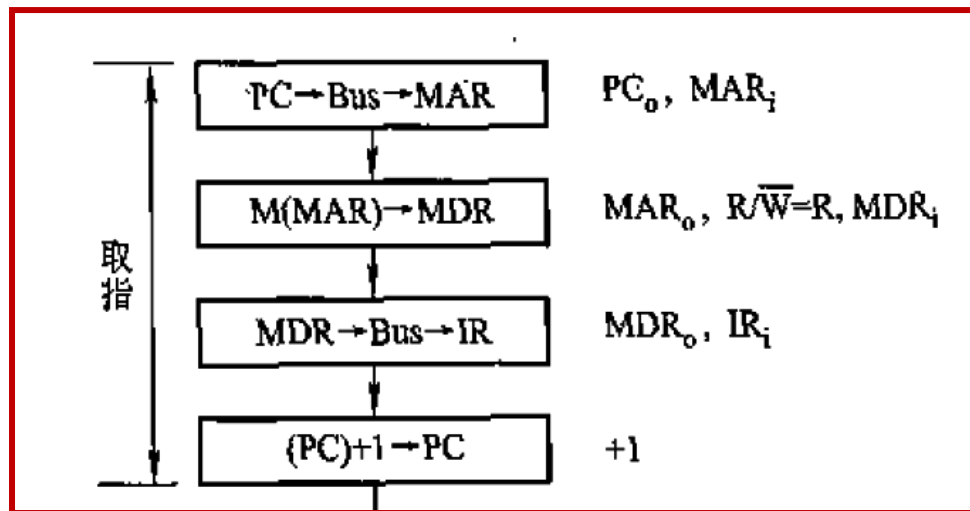 PC→Bus→MAR PCₒ, MARᵢ
M(MAR)→MDR MARₒ, R/W̅=R, MDRᵢ
取指
MDR→Bus→IR MDRₒ, IRᵢ
(PC)+1→PC +1